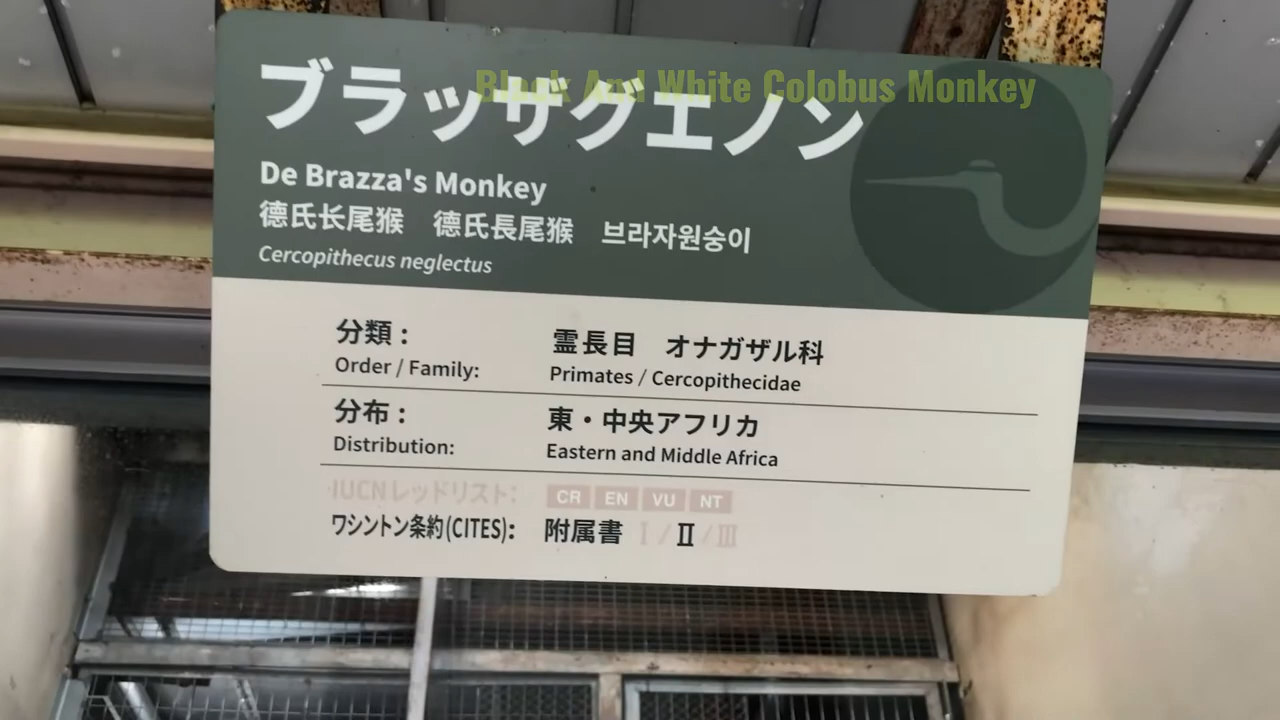 Black And White Colobus Monkey
ブラッザグエノン
De Brazza's Monkey
德氏长尾猴 德氏長尾猴 브라자원숭이
Cercopithecus neglectus
分類： 霊長目 オナガザル科
Order / Family: Primates / Cercopithecidae
分布： 東・中央アフリカ
Distribution: Eastern and Middle Africa
IUCNレッドリスト： CR EN VU NT
ワシントン条約(CITES)： 附属書 Ⅰ / Ⅱ / Ⅲ